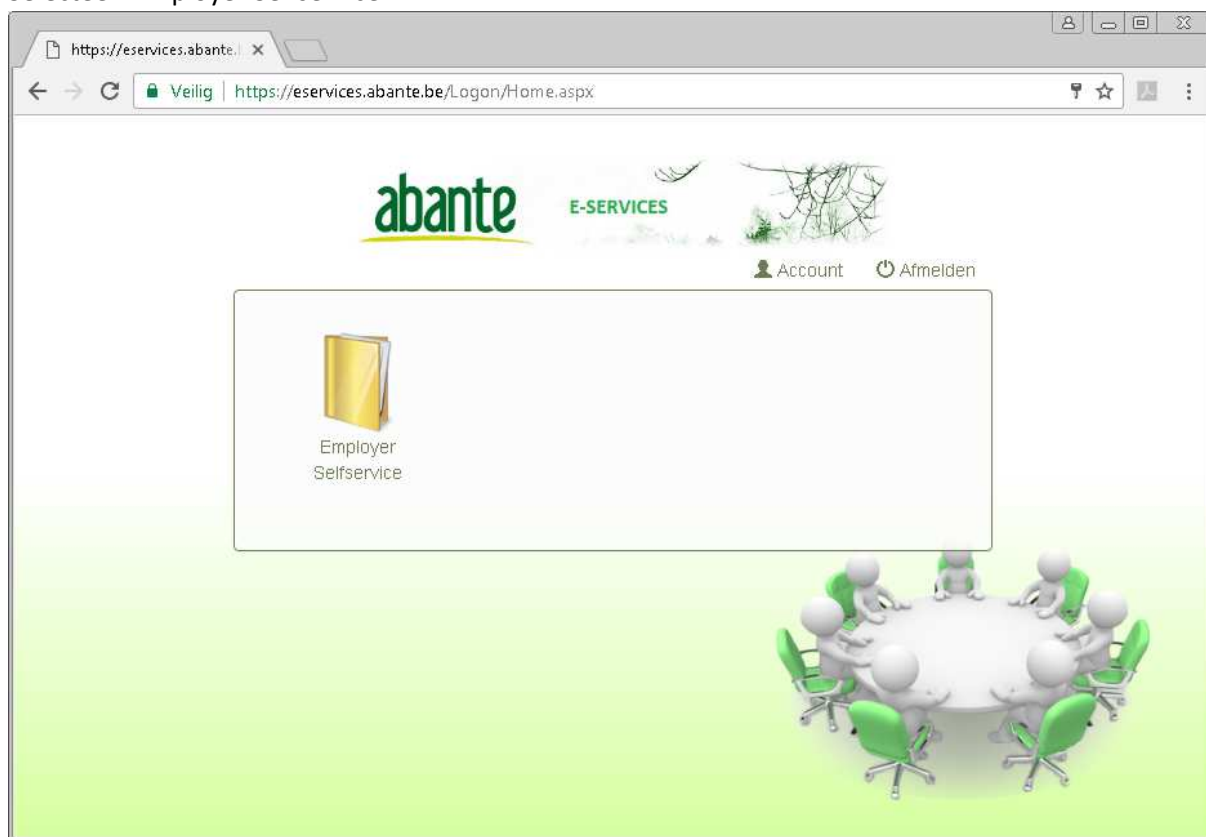 https://eservices.abante.
Veilig | https://eservices.abante.be/Logon/Home.aspx
abante
E-SERVICES
Account Afmelden
Employer
Selfservice